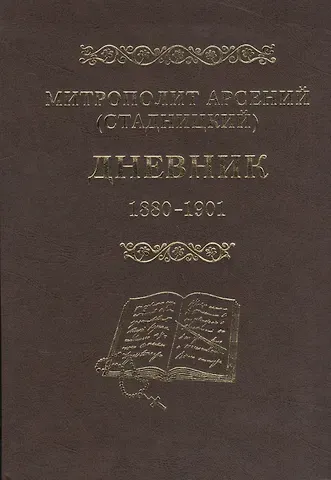 МИТРОПОЛИТ АРСЕНИЙ
(СТАДНИЦКИЙ)
ДНЕВНИК
1880–1901